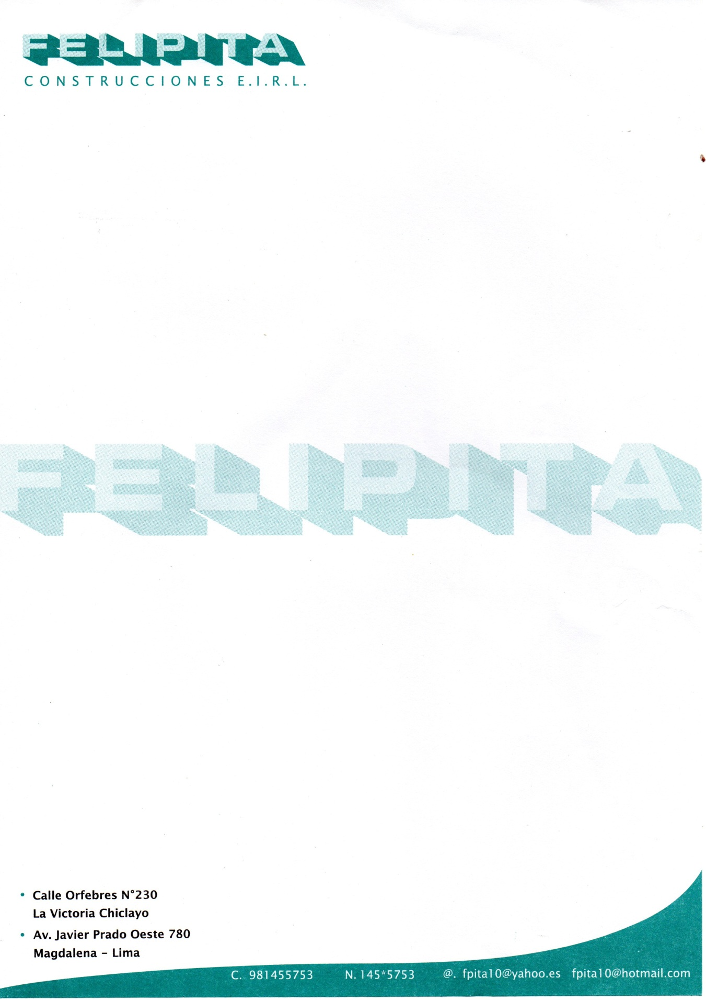 FELIPITA
CONSTRUCCIONES E.I.R.L.
FELIPITA
• Calle Orfebres N°230
La Victoria Chiclayo
• Av. Javier Prado Oeste 780
Magdalena – Lima
C. 981455753 N. 145*5753 @. fpita10@yahoo.es fpita10@hotmail.com